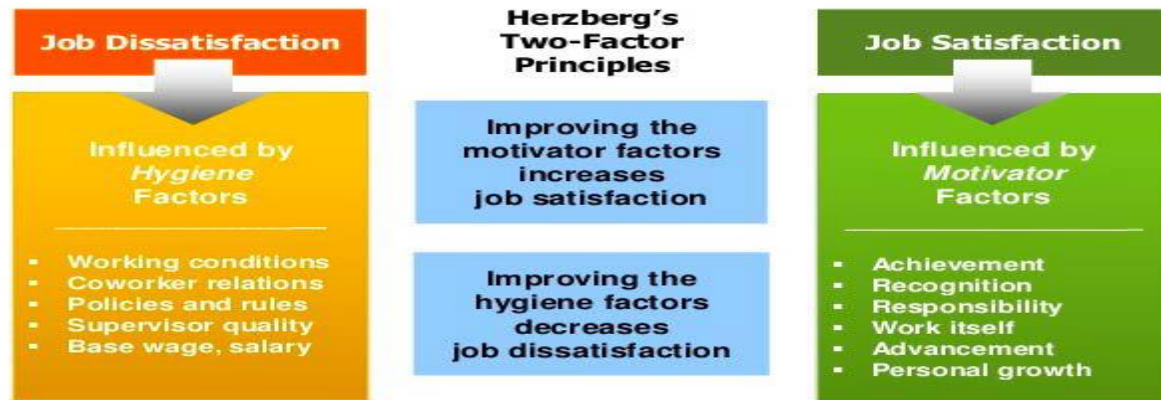 Job Dissatisfaction
Influenced by
Hygiene
Factors
▪ Working conditions
▪ Coworker relations
▪ Policies and rules
▪ Supervisor quality
▪ Base wage, salary
Herzberg's
Two-Factor
Principles
Improving the
motivator factors
increases
job satisfaction
Improving the
hygiene factors
decreases
job dissatisfaction
Job Satisfaction
Influenced by
Motivator
Factors
▪ Achievement
▪ Recognition
▪ Responsibility
▪ Work itself
▪ Advancement
▪ Personal growth